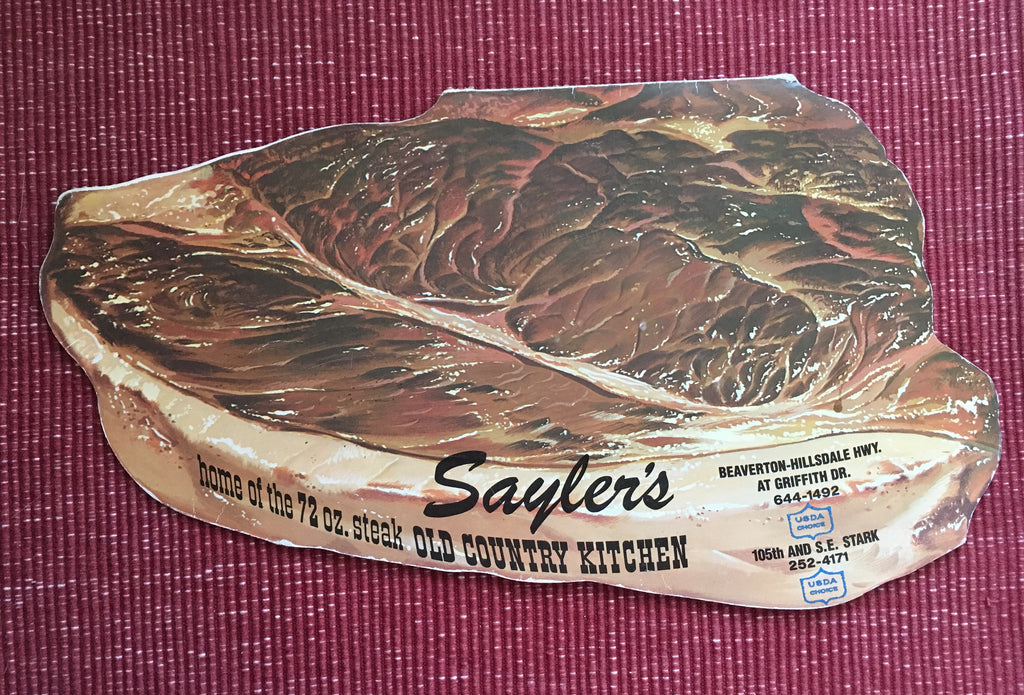 home of the 72 oz. steak
Sayler's
OLD COUNTRY KITCHEN
BEAVERTON-HILLSDALE HWY.
AT GRIFFITH DR.
644-1492
USDA
CHOICE
105th AND S.E. STARK
252-4171
USDA
CHOICE